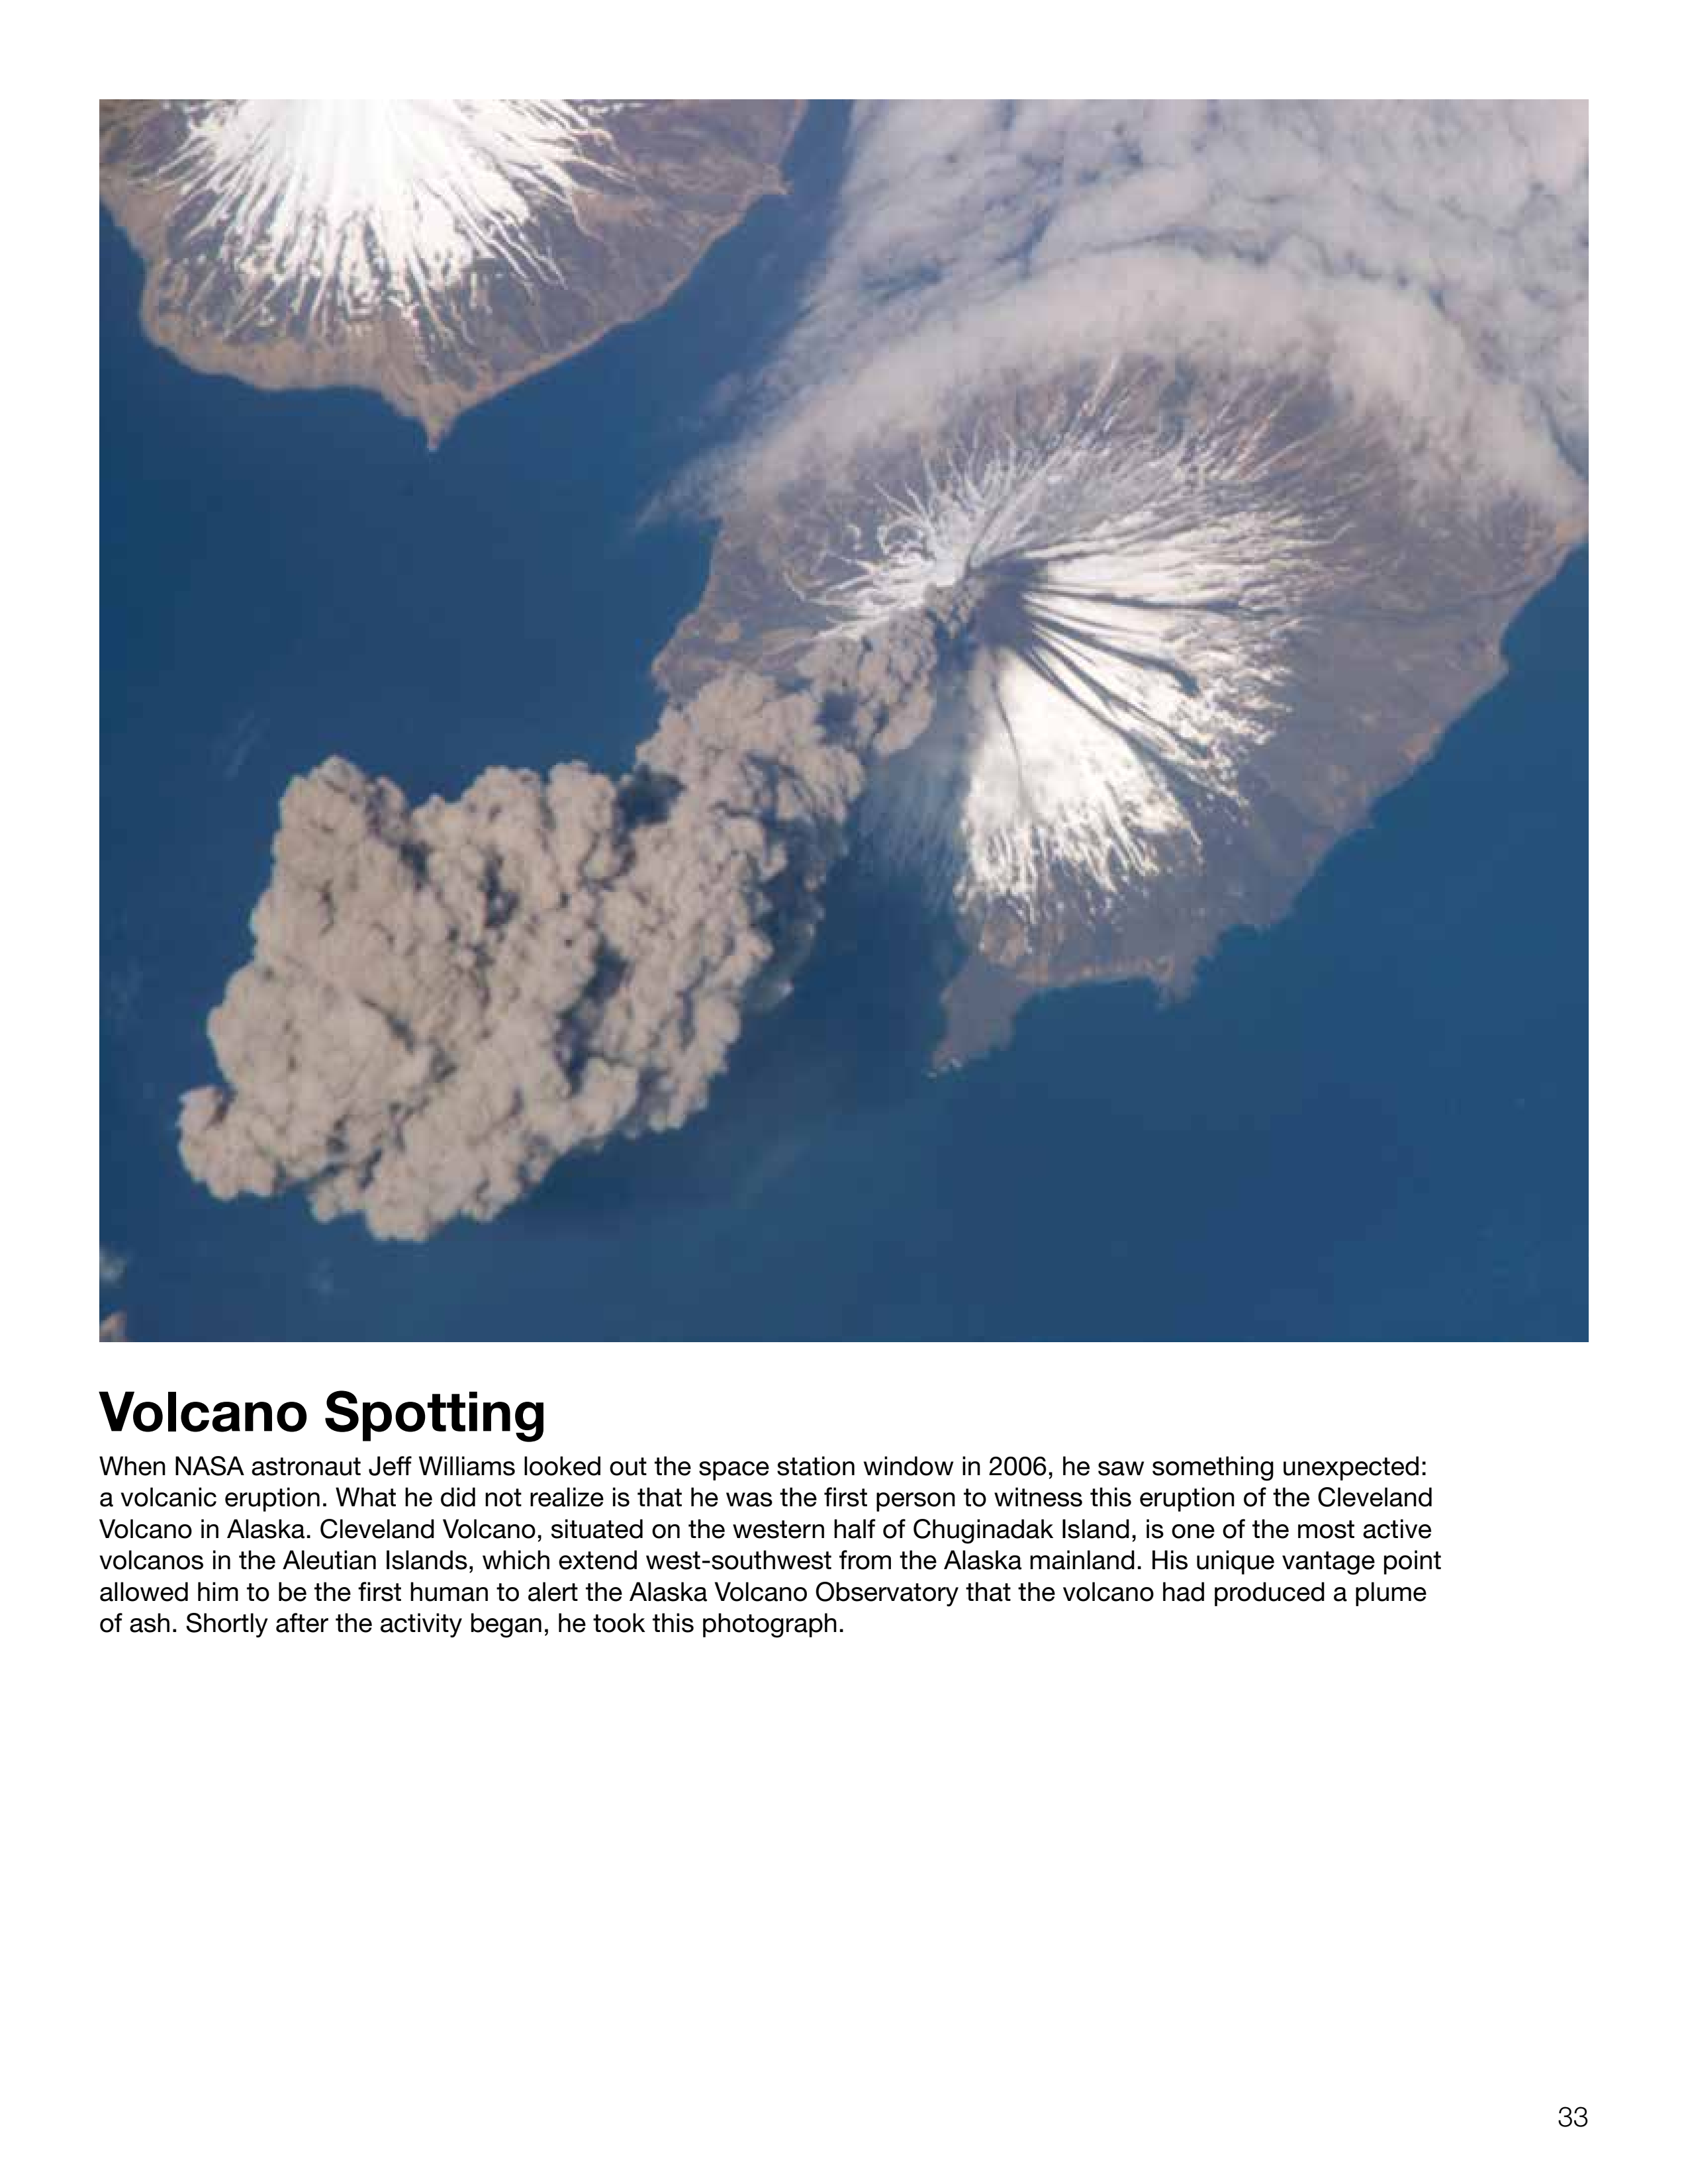 Volcano Spotting
When NASA astronaut Jeff Williams looked out the space station window in 2006, he saw something unexpected:
a volcanic eruption. What he did not realize is that he was the first person to witness this eruption of the Cleveland
Volcano in Alaska. Cleveland Volcano, situated on the western half of Chuginadak Island, is one of the most active
volcanos in the Aleutian Islands, which extend west-southwest from the Alaska mainland. His unique vantage point
allowed him to be the first human to alert the Alaska Volcano Observatory that the volcano had produced a plume
of ash. Shortly after the activity began, he took this photograph.
33